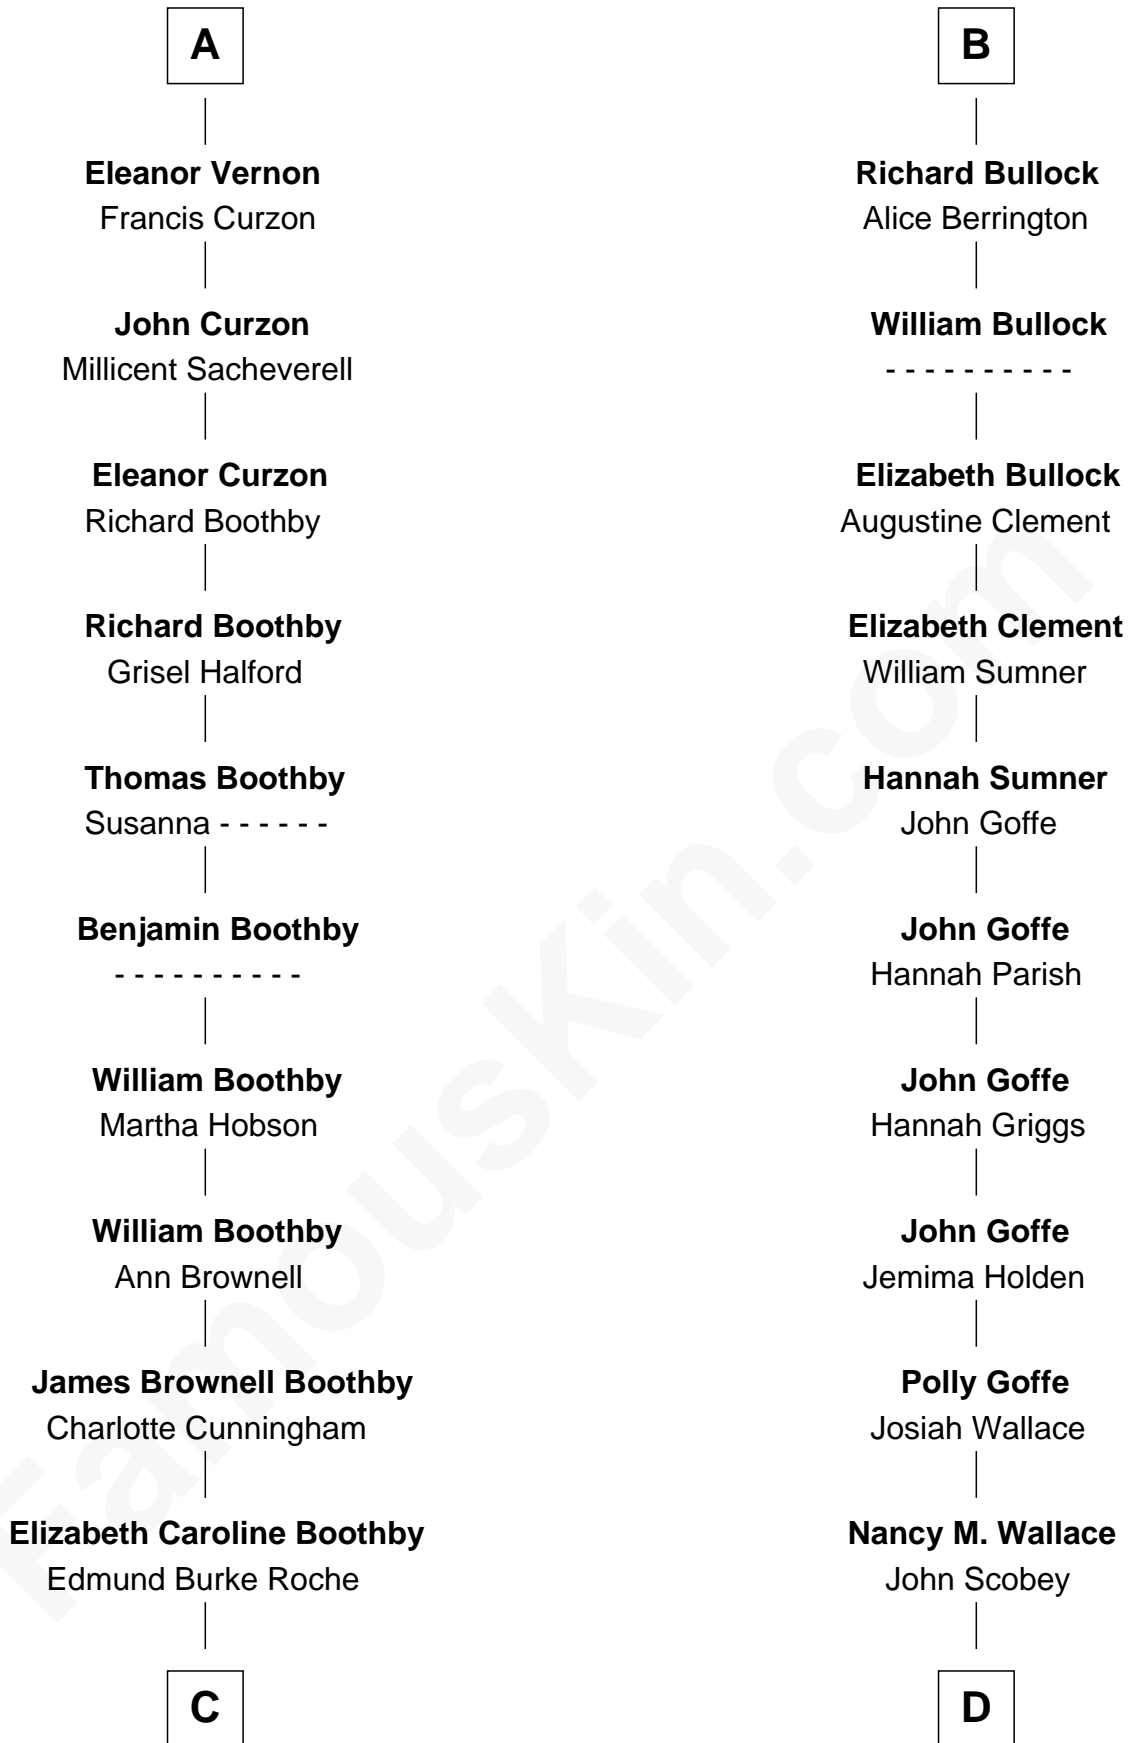 A
Eleanor Vernon
Francis Curzon
John Curzon
Millicent Sacheverell
Eleanor Curzon
Richard Boothby
Richard Boothby
Grisel Halford
Thomas Boothby
Susanna - - - - - -
Benjamin Boothby
- - - - - - - - - -
William Boothby
Martha Hobson
William Boothby
Ann Brownell
James Brownell Boothby
Charlotte Cunningham
Elizabeth Caroline Boothby
Edmund Burke Roche
C
B
Richard Bullock
Alice Berrington
William Bullock
- - - - - - - - - -
Elizabeth Bullock
Augustine Clement
Elizabeth Clement
William Sumner
Hannah Sumner
John Goffe
John Goffe
Hannah Parish
John Goffe
Hannah Griggs
John Goffe
Jemima Holden
Polly Goffe
Josiah Wallace
Nancy M. Wallace
John Scobey
D
FamousKin.com